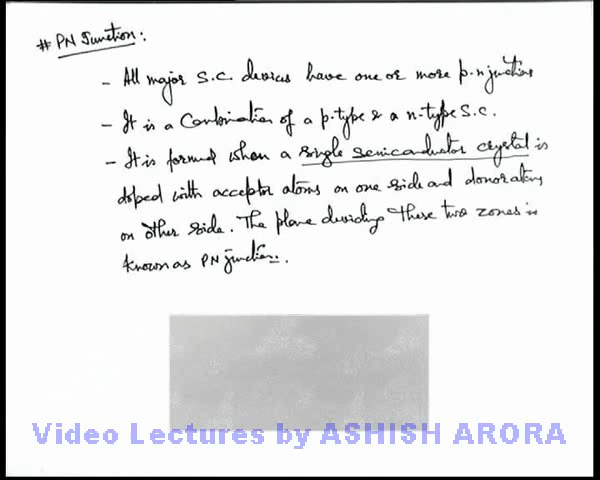 # PN Junction:
- All major S.C. devices have one or more p-n junctions
- It is a Combination of a p-type & a n-type S.C.
- It is formed when a single semiconductor crystal is
doped with acceptor atoms on one side and donor atoms
on other side. The plane dividing these two zones is
known as PN junction.
Video Lectures by ASHISH ARORA